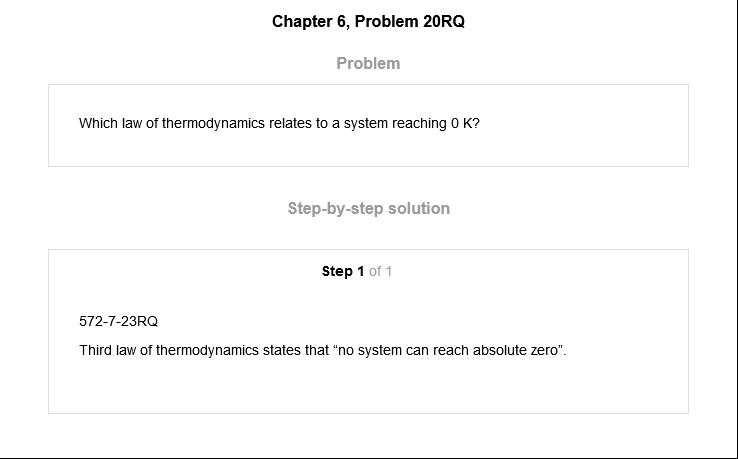 Chapter 6, Problem 20RQ
Problem
Which law of thermodynamics relates to a system reaching 0 K?
Step-by-step solution
Step 1 of 1
572-7-23RQ
Third law of thermodynamics states that “no system can reach absolute zero”.